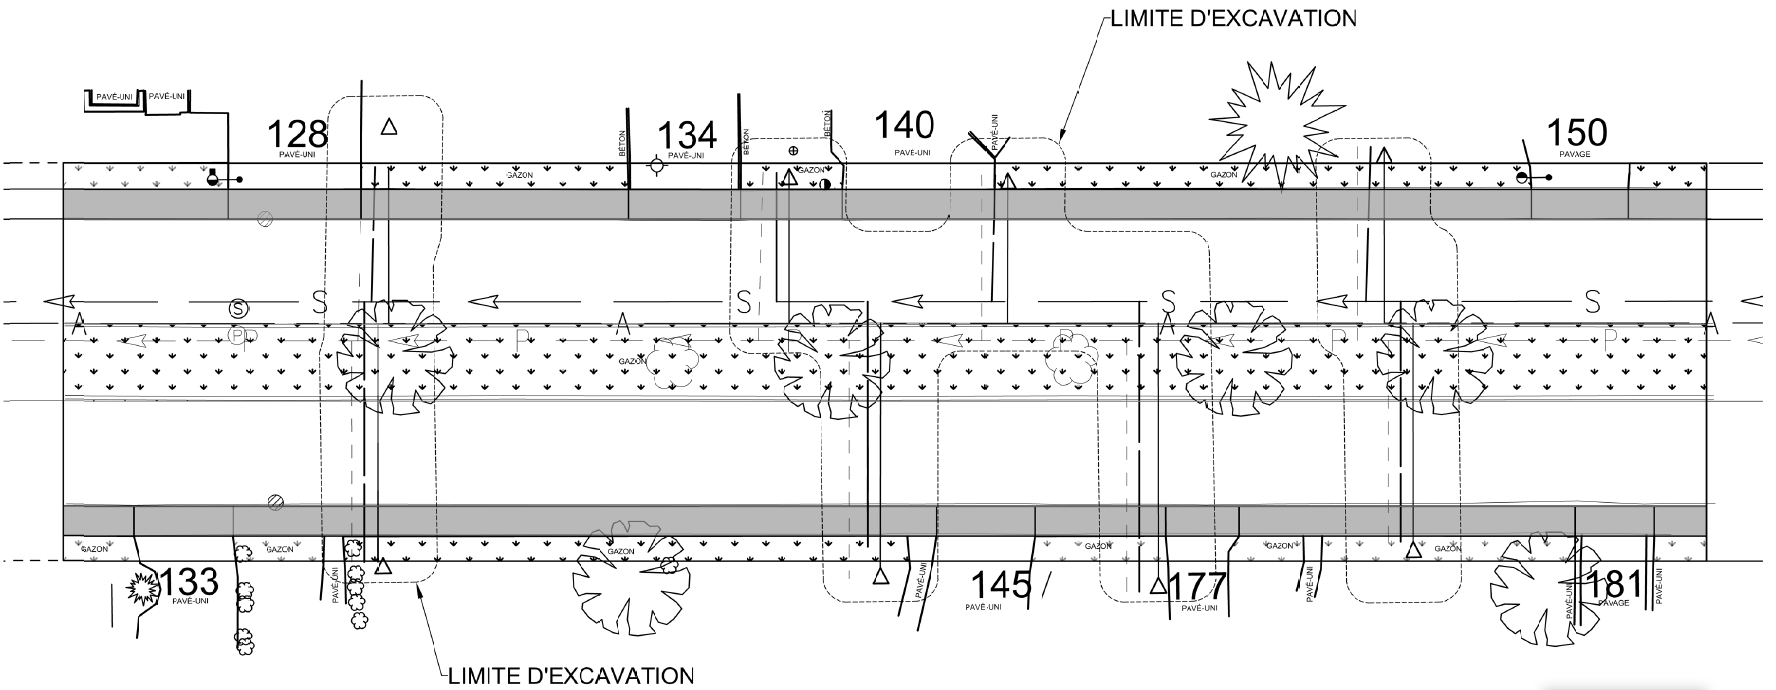 LIMITE D'EXCAVATION
PAVÉ-UNI
PAVÉ-UNI
128
PAVÉ-UNI
BÉTON
134
PAVÉ-UNI
BÉTON
BÉTON
140
PAVÉ-UNI
PAVÉ-UNI
150
PAVAGE
GAZON
GAZON
GAZON
S
S
S
S
S
A
A
A
A
P
P
P
P
P
P
GAZON
GAZON
GAZON
GAZON
GAZON
GAZON
GAZON
133
PAVÉ-UNI
PAVÉ-UNI
PAVÉ-UNI
145
PAVÉ-UNI
177
PAVÉ-UNI
PAVÉ-UNI
PAVÉ-UNI
181
PAVAGE
PAVÉ-UNI
LIMITE D'EXCAVATION